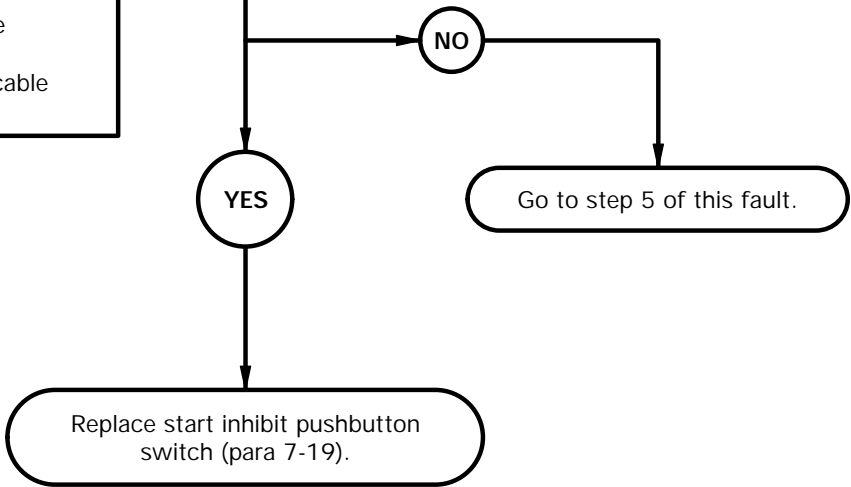 NO
YES
Go to step 5 of this fault.
Replace start inhibit pushbutton
switch (para 7-19).